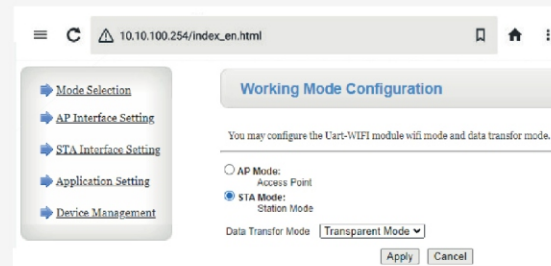 10.10.100.254/index_en.html
Mode Selection
AP Interface Setting
STA Interface Setting
Application Setting
Device Management
Working Mode Configuration
You may configure the Uart-WIFI module wifi mode and data transfor mode.
AP Mode:
Access Point
STA Mode:
Station Mode
Data Transfor Mode Transparent Mode
Apply Cancel